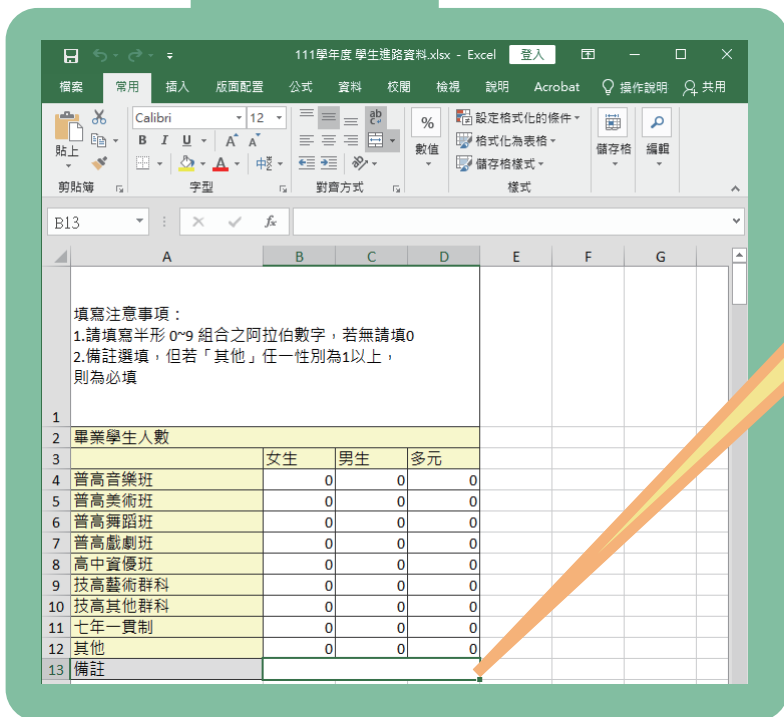 111學年度 學生進路資料.xlsx - Excel 登入
檔案 常用 插入 版面配置 公式 資料 校閱 檢視 說明 Acrobat 操作說明 共用
貼上
Calibri 12
B I U A A
A 中
ab
%
數值
設定格式化的條件
格式化為表格
儲存格樣式
儲存格
編輯
剪貼簿 字型 對齊方式 樣式
B13 fx
A B C D E F G
填寫注意事項：
1.請填寫半形 0~9 組合之阿拉伯數字，若無請填0
2.備註選填，但若「其他」任一性別為1以上，
則為必填
1
2 畢業學生人數
3 女生 男生 多元
4 普高音樂班 0 0 0
5 普高美術班 0 0 0
6 普高舞蹈班 0 0 0
7 普高戲劇班 0 0 0
8 高中資優班 0 0 0
9 技高藝術群科 0 0 0
10 技高其他群科 0 0 0
11 七年一貫制 0 0 0
12 其他 0 0 0
13 備註